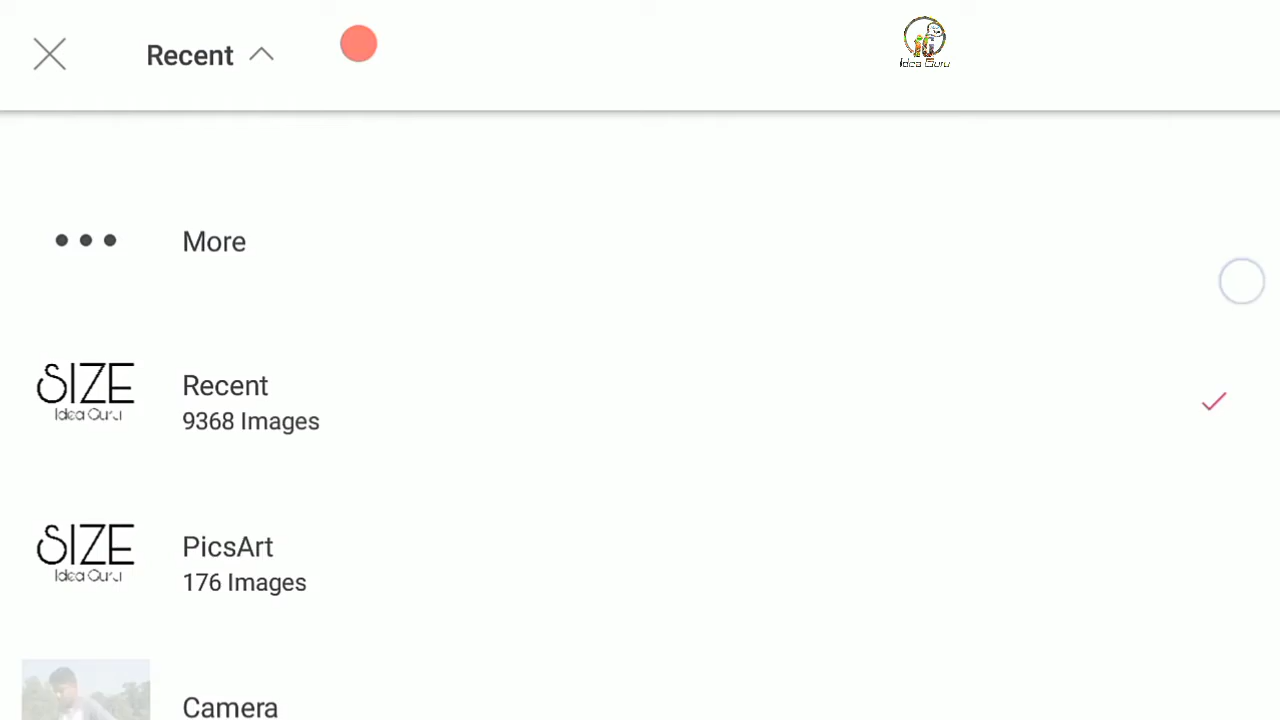 Recent
Idea Guru
More
SIZE
Idea Guru
Recent
9368 Images
SIZE
Idea Guru
PicsArt
176 Images
Camera